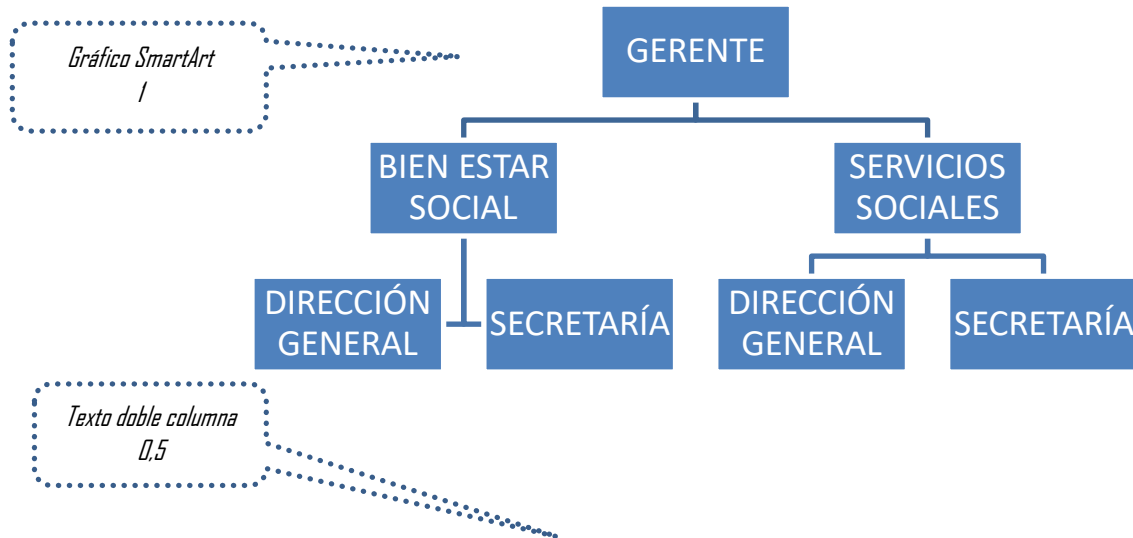 Gráfico SmartArt
1
GERENTE
BIEN ESTAR
SOCIAL
SERVICIOS
SOCIALES
DIRECCIÓN
GENERAL
SECRETARÍA
DIRECCIÓN
GENERAL
SECRETARÍA
Texto doble columna
0,5